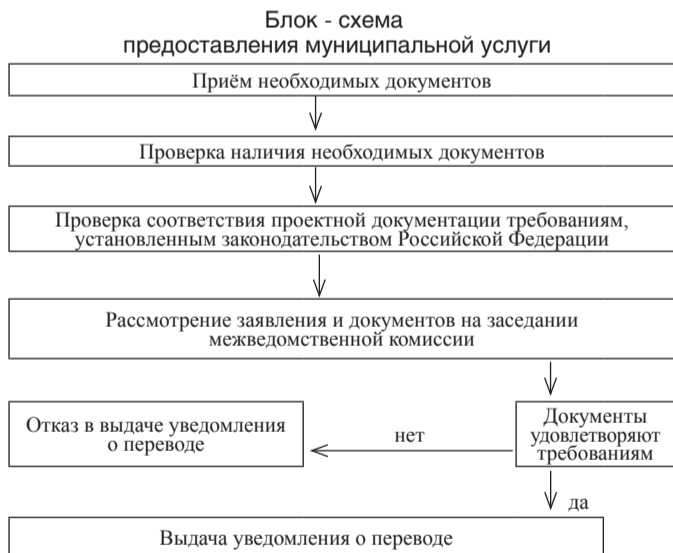 Блок - схема
предоставления муниципальной услуги
Приём необходимых документов
Проверка наличия необходимых документов
Проверка соответствия проектной документации требованиям,
установленным законодательством Российской Федерации
Рассмотрение заявления и документов на заседании
межведомственной комиссии
Отказ в выдаче уведомления
о переводе
нет
Документы
удовлетворяют
требованиям
да
Выдача уведомления о переводе